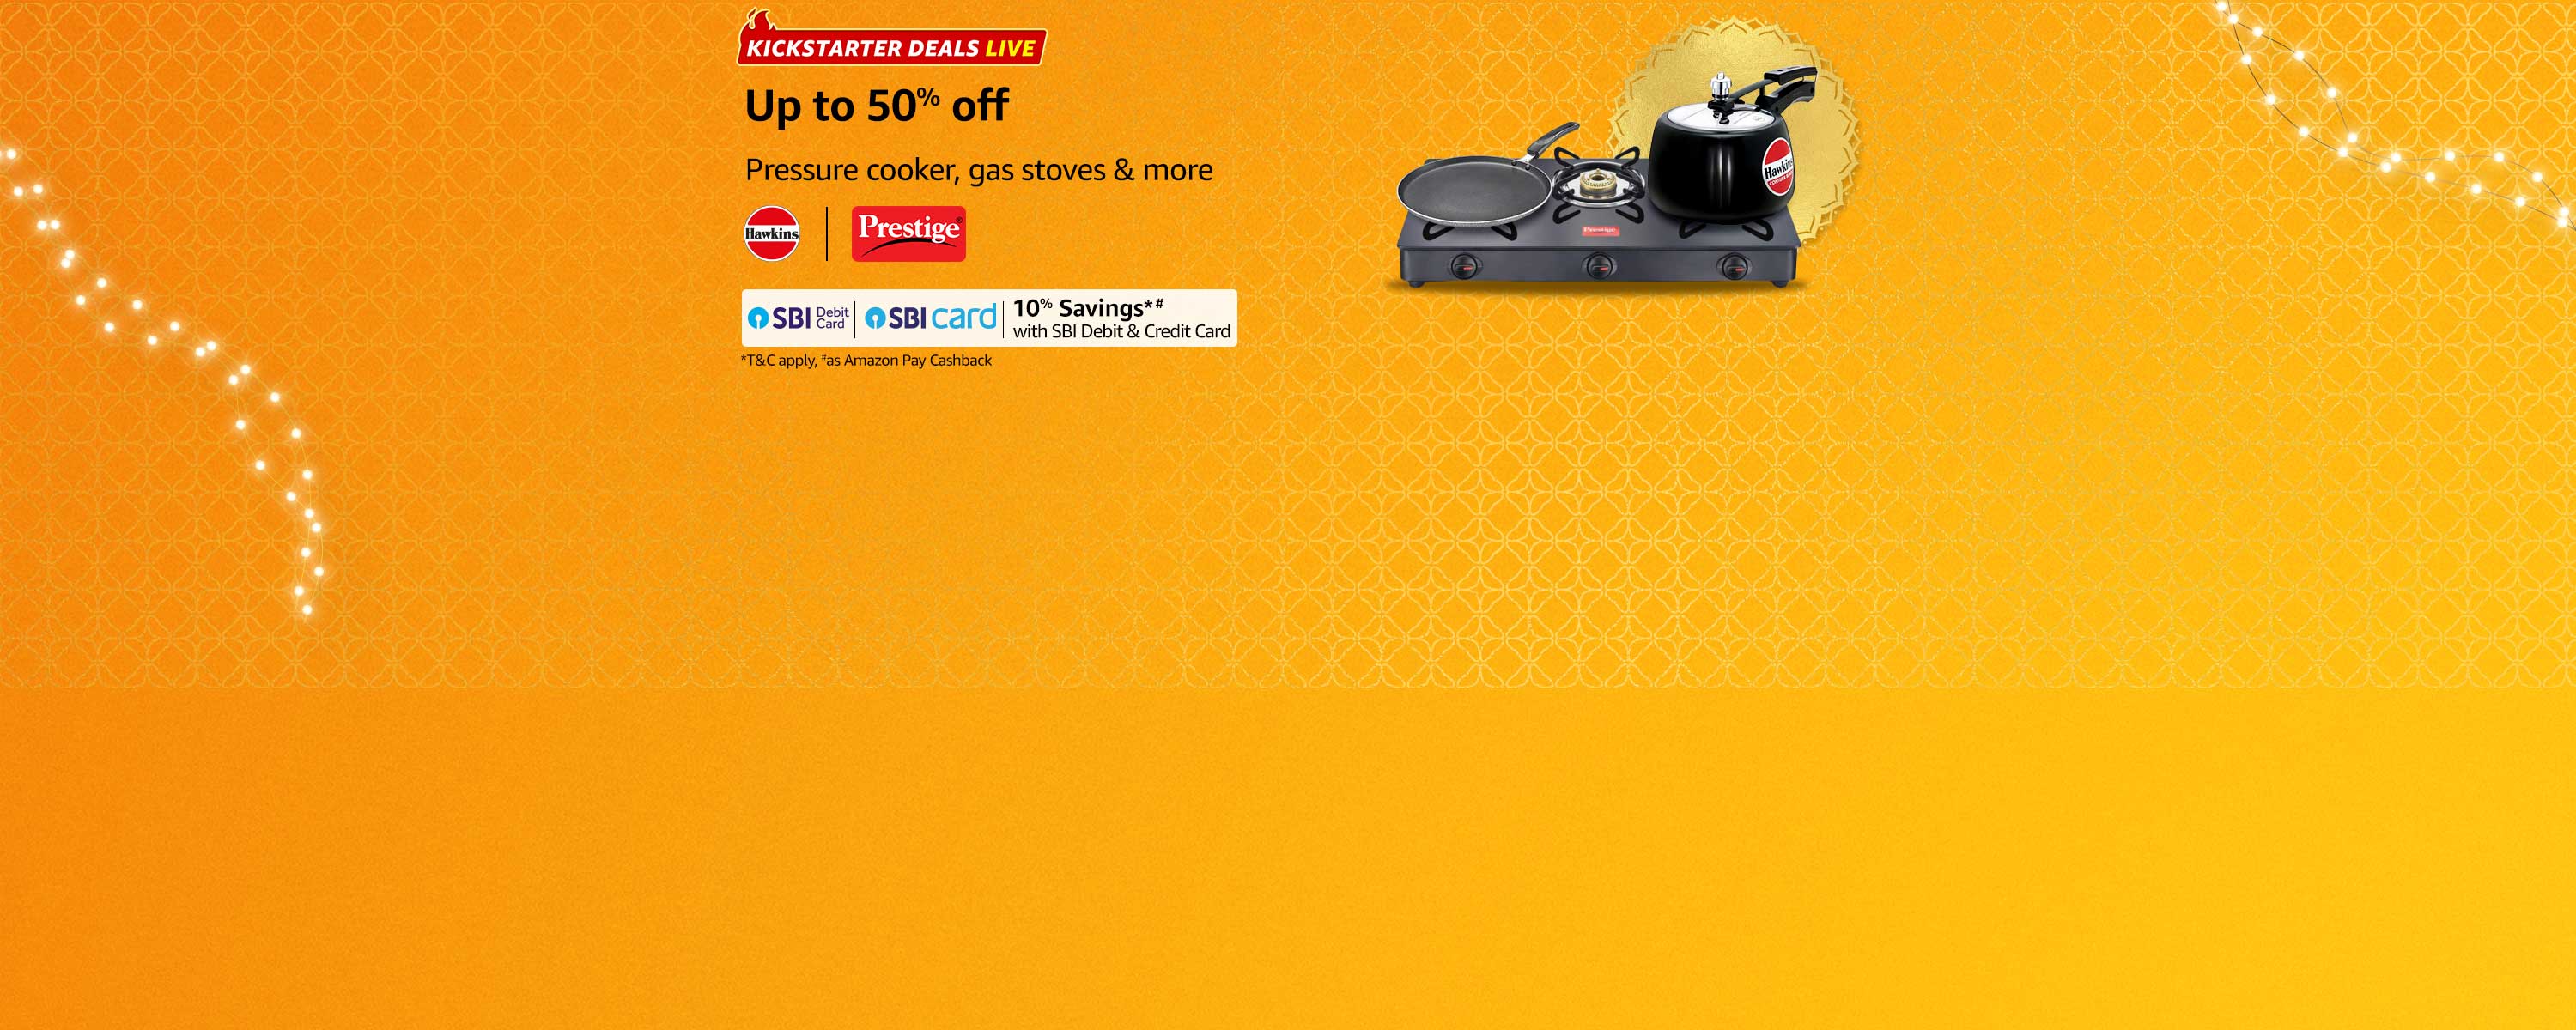 KICKSTARTER DEALS LIVE
Up to 50% off
Pressure cooker, gas stoves & more
Hawkins
Prestige®
SBI Debit Card
SBI card
10% Savings*#
with SBI Debit & Credit Card
*T&C apply, #as Amazon Pay Cashback
Hawkins